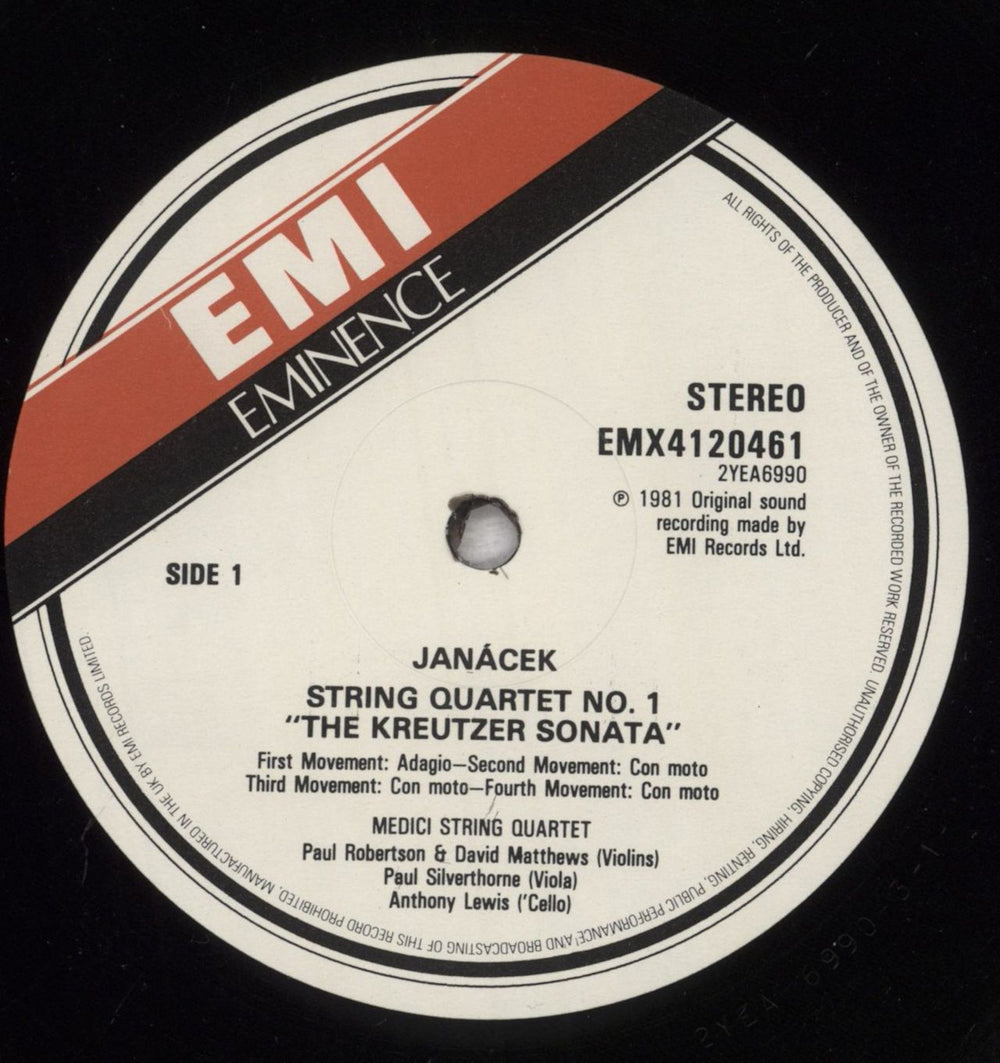 EMI
EMINENCE
STEREO
EMX4120461
2YEA6990
℗ 1981 Original sound
recording made by
EMI Records Ltd.
SIDE 1
JANÁCEK
STRING QUARTET NO. 1
“THE KREUTZER SONATA”
First Movement: Adagio–Second Movement: Con moto
Third Movement: Con moto–Fourth Movement: Con moto
MEDICI STRING QUARTET
Paul Robertson & David Matthews (Violins)
Paul Silverthorne (Viola)
Anthony Lewis ('Cello)
ALL RIGHTS OF THE PRODUCER AND OF THE OWNER OF THE RECORDED WORK RESERVED. UNAUTHORISED COPYING, HIRING, RENTING, PUBLIC PERFORMANCE AND BROADCASTING OF THIS RECORD PROHIBITED. MANUFACTURED IN THE UK BY EMI RECORDS LIMITED.
2YEA 6990-3-1